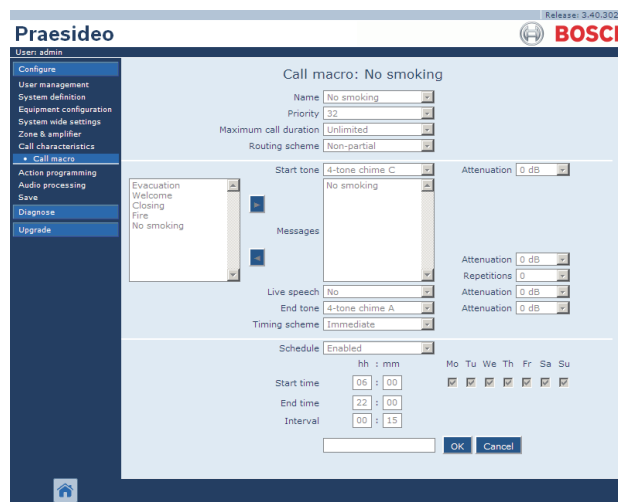 Release: 3.40.302
Praesideo
BOSCH
User: admin
Configure
User management
System definition
Equipment configuration
System wide settings
Zone & amplifier
Call characteristics
• Call macro
Action programming
Audio processing
Save
Diagnose
Upgrade
Call macro: No smoking
Name No smoking
Priority 32
Maximum call duration Unlimited
Routing scheme Non-partial
Start tone 4-tone chime C Attenuation 0 dB
Evacuation
Welcome
Closing
Fire
No smoking
Messages
No smoking
Attenuation 0 dB
Repetitions 0
Live speech No Attenuation 0 dB
End tone 4-tone chime A Attenuation 0 dB
Timing scheme Immediate
Schedule Enabled
hh : mm Mo Tu We Th Fr Sa Su
Start time 06 : 00
End time 22 : 00
Interval 00 : 15
OK Cancel